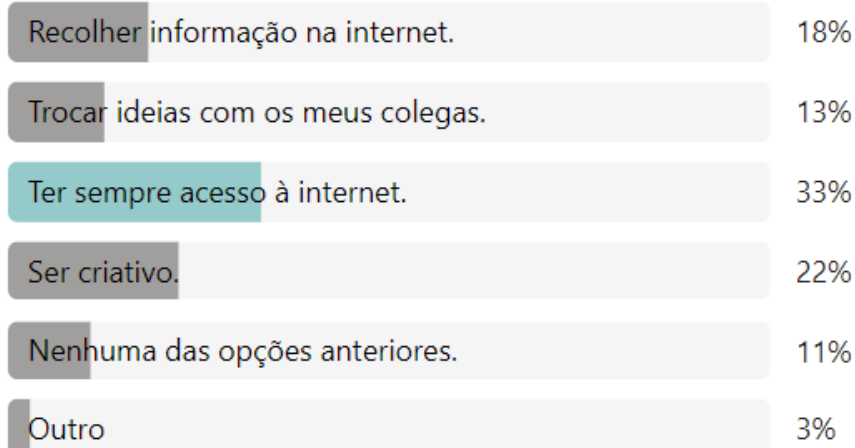 Recolher informação na internet. 18%
Trocar ideias com os meus colegas. 13%
Ter sempre acesso à internet. 33%
Ser criativo. 22%
Nenhuma das opções anteriores. 11%
Outro 3%